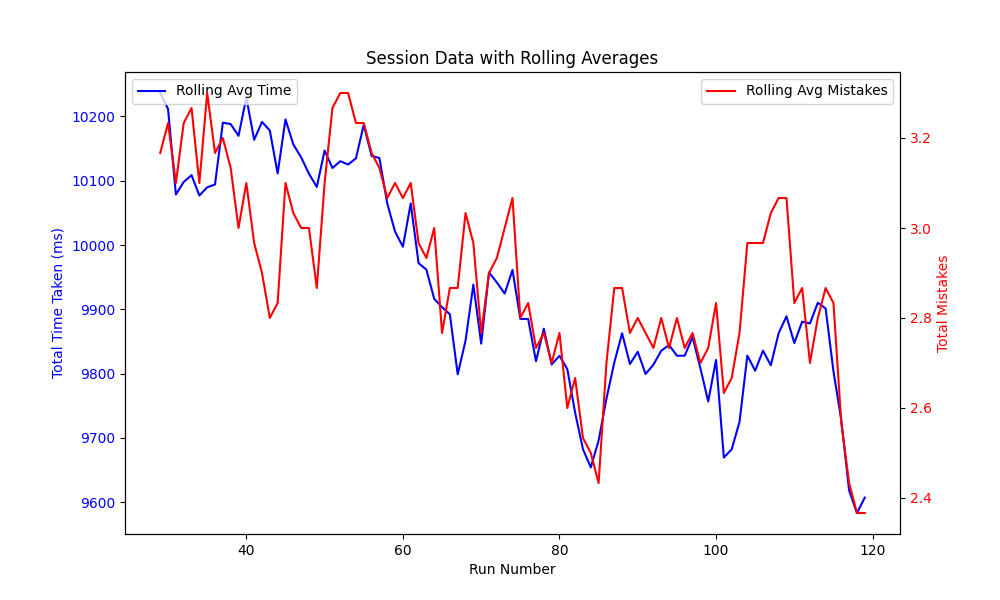 Session Data with Rolling Averages
Rolling Avg Time
Rolling Avg Mistakes
10200
10100
10000
9900
9800
9700
9600
Total Time Taken (ms)
3.2
3.0
2.8
2.6
2.4
Total Mistakes
40
60
80
100
120
Run Number